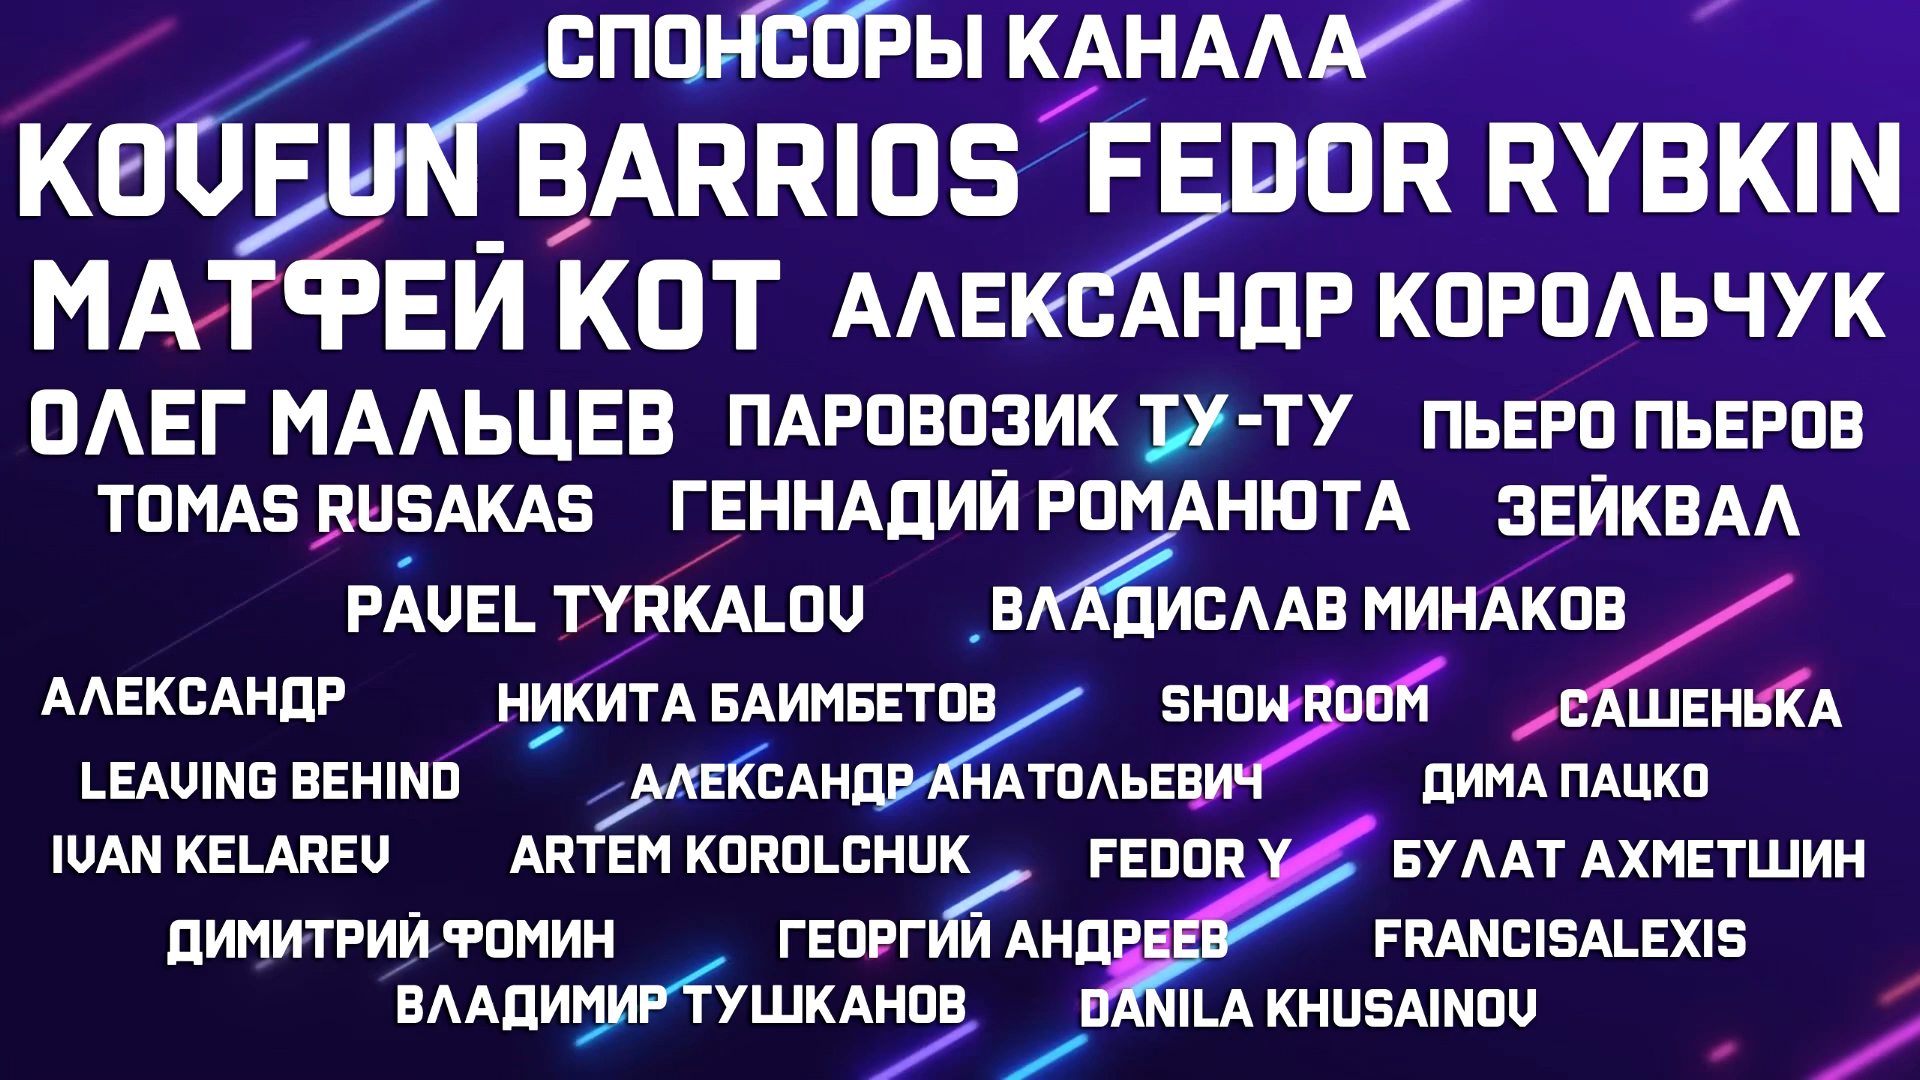 СПОНСОРЫ КАНАЛА
KOVFUN BARRIOS FEDOR RYBKIN
МАТФЕЙ КОТ АЛЕКСАНДР КОРОЛЬЧУК
ОЛЕГ МАЛЬЦЕВ ПАРОВОЗИК ТУ-ТУ ПЬЕРО ПЬЕРОВ
TOMAS RUSAKAS ГЕННАДИЙ РОМАНЮТА ЗЕЙКВАЛ
PAVEL TYRKALOV ВЛАДИСЛАВ МИНАКОВ
АЛЕКСАНДР НИКИТА БАИМБЕТОВ SHOW ROOM САШЕНЬКА
LEAVING BEHIND АЛЕКСАНДР АНАТОЛЬЕВИЧ ДИМА ПАЦКО
IVAN KELAREV ARTEM KOROLCHUK FEDOR Y БУЛАТ АХМЕТШИН
ДИМИТРИЙ ФОМИН ГЕОРГИЙ АНДРЕЕВ FRANCISALEXIS
ВЛАДИМИР ТУШКАНОВ DANILA KHUSAINOV